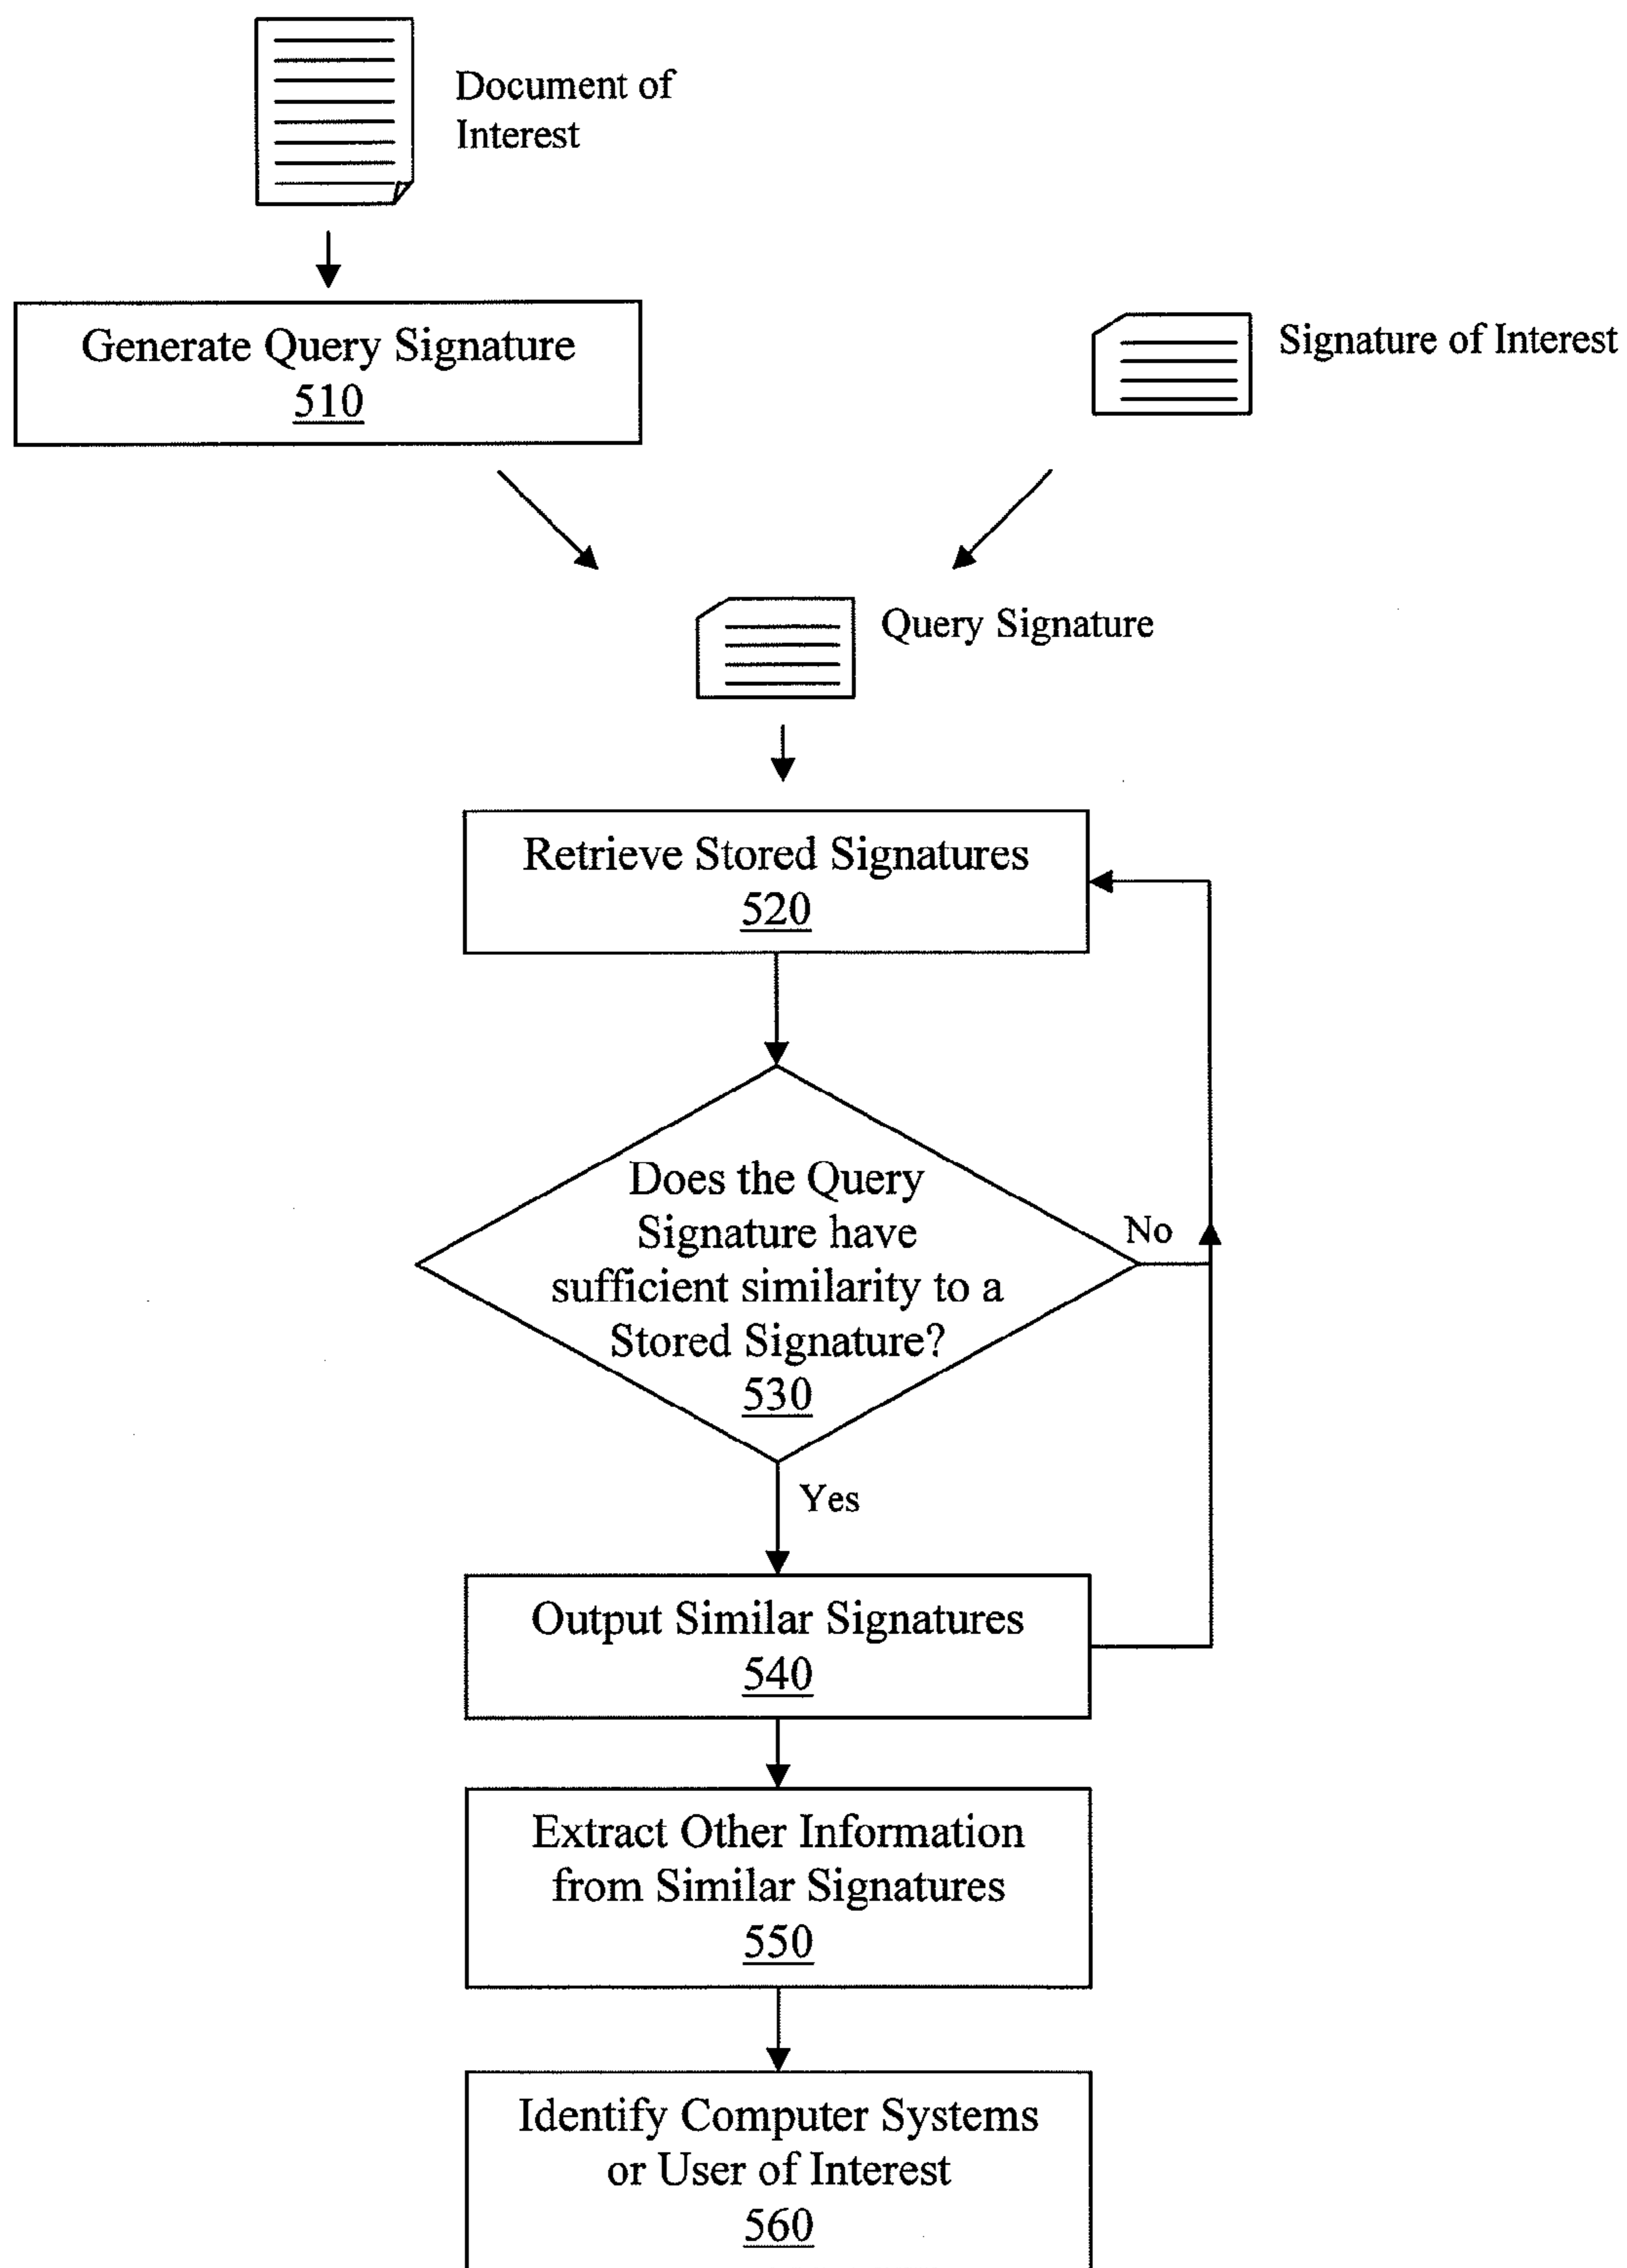 Document of
Interest
Generate Query Signature
510
Signature of Interest
Query Signature
Retrieve Stored Signatures
520
Does the Query
Signature have
sufficient similarity to a
Stored Signature?
530
No
Yes
Output Similar Signatures
540
Extract Other Information
from Similar Signatures
550
Identify Computer Systems
or User of Interest
560